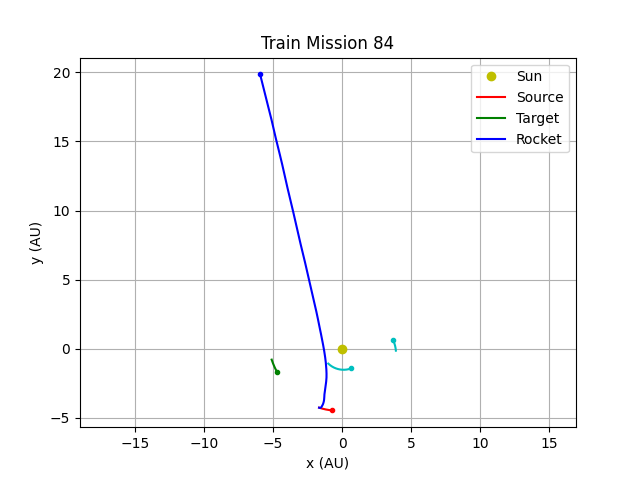 Train Mission 84
Sun
Source
Target
Rocket
20
15
10
5
0
−5
y (AU)
−15
−10
−5
0
5
10
15
x (AU)